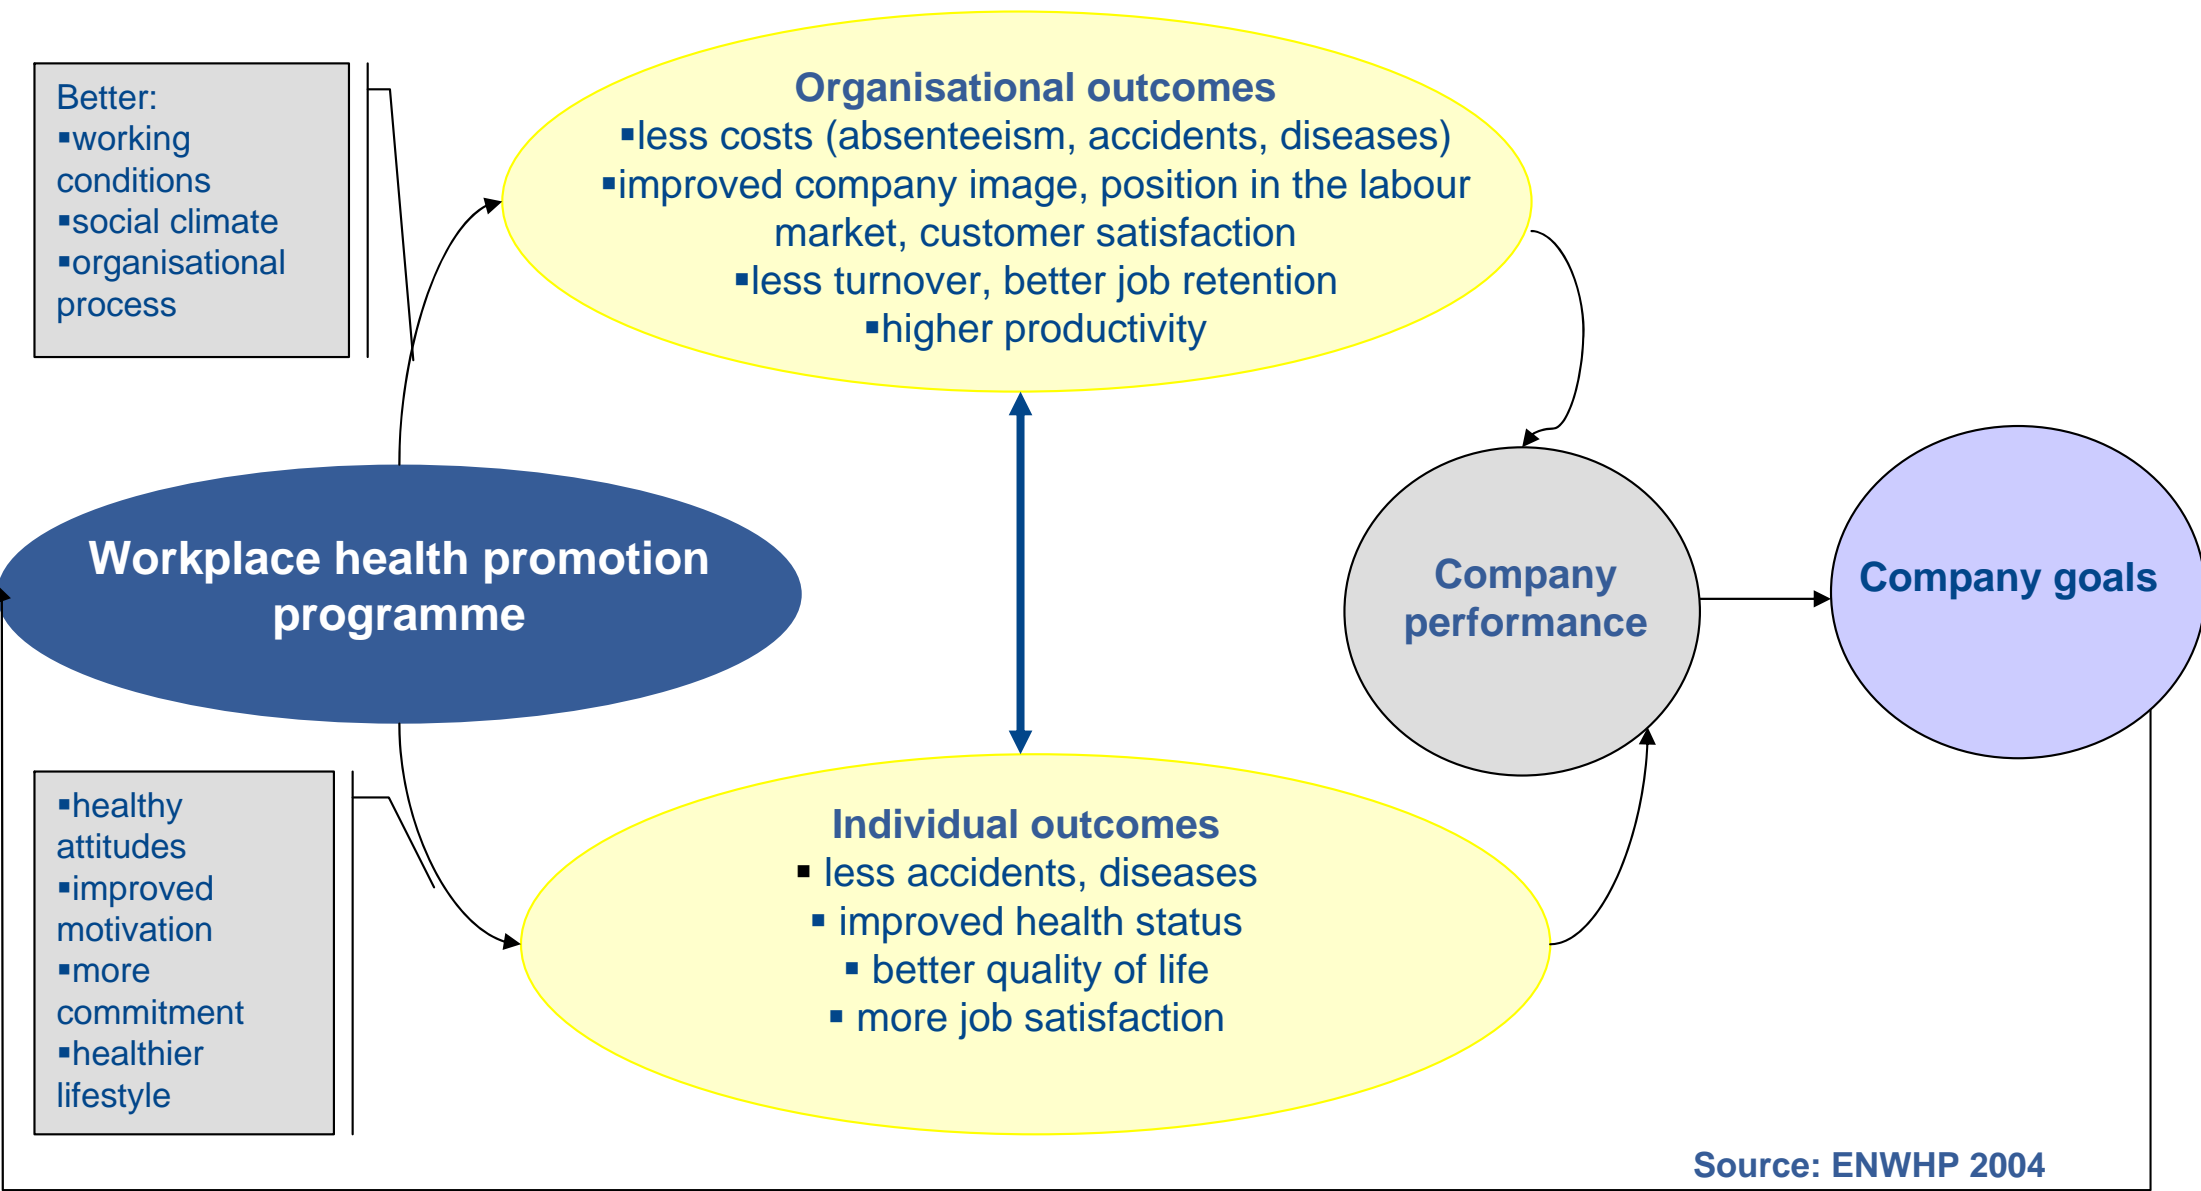 Better:
▪working
conditions
▪social climate
▪organisational
process
Organisational outcomes
▪less costs (absenteeism, accidents, diseases)
▪improved company image, position in the labour
market, customer satisfaction
▪less turnover, better job retention
▪higher productivity
Workplace health promotion
programme
Company
performance
Company goals
▪healthy
attitudes
▪improved
motivation
▪more
commitment
▪healthier
lifestyle
Individual outcomes
▪ less accidents, diseases
▪ improved health status
▪ better quality of life
▪ more job satisfaction
Source: ENWHP 2004